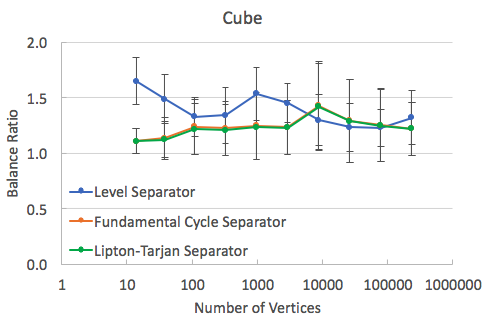 Cube
2.0
1.5
1.0
0.5
0.0
Balance Ratio
Level Separator
Fundamental Cycle Separator
Lipton-Tarjan Separator
1 10 100 1000 10000 100000 1000000
Number of Vertices